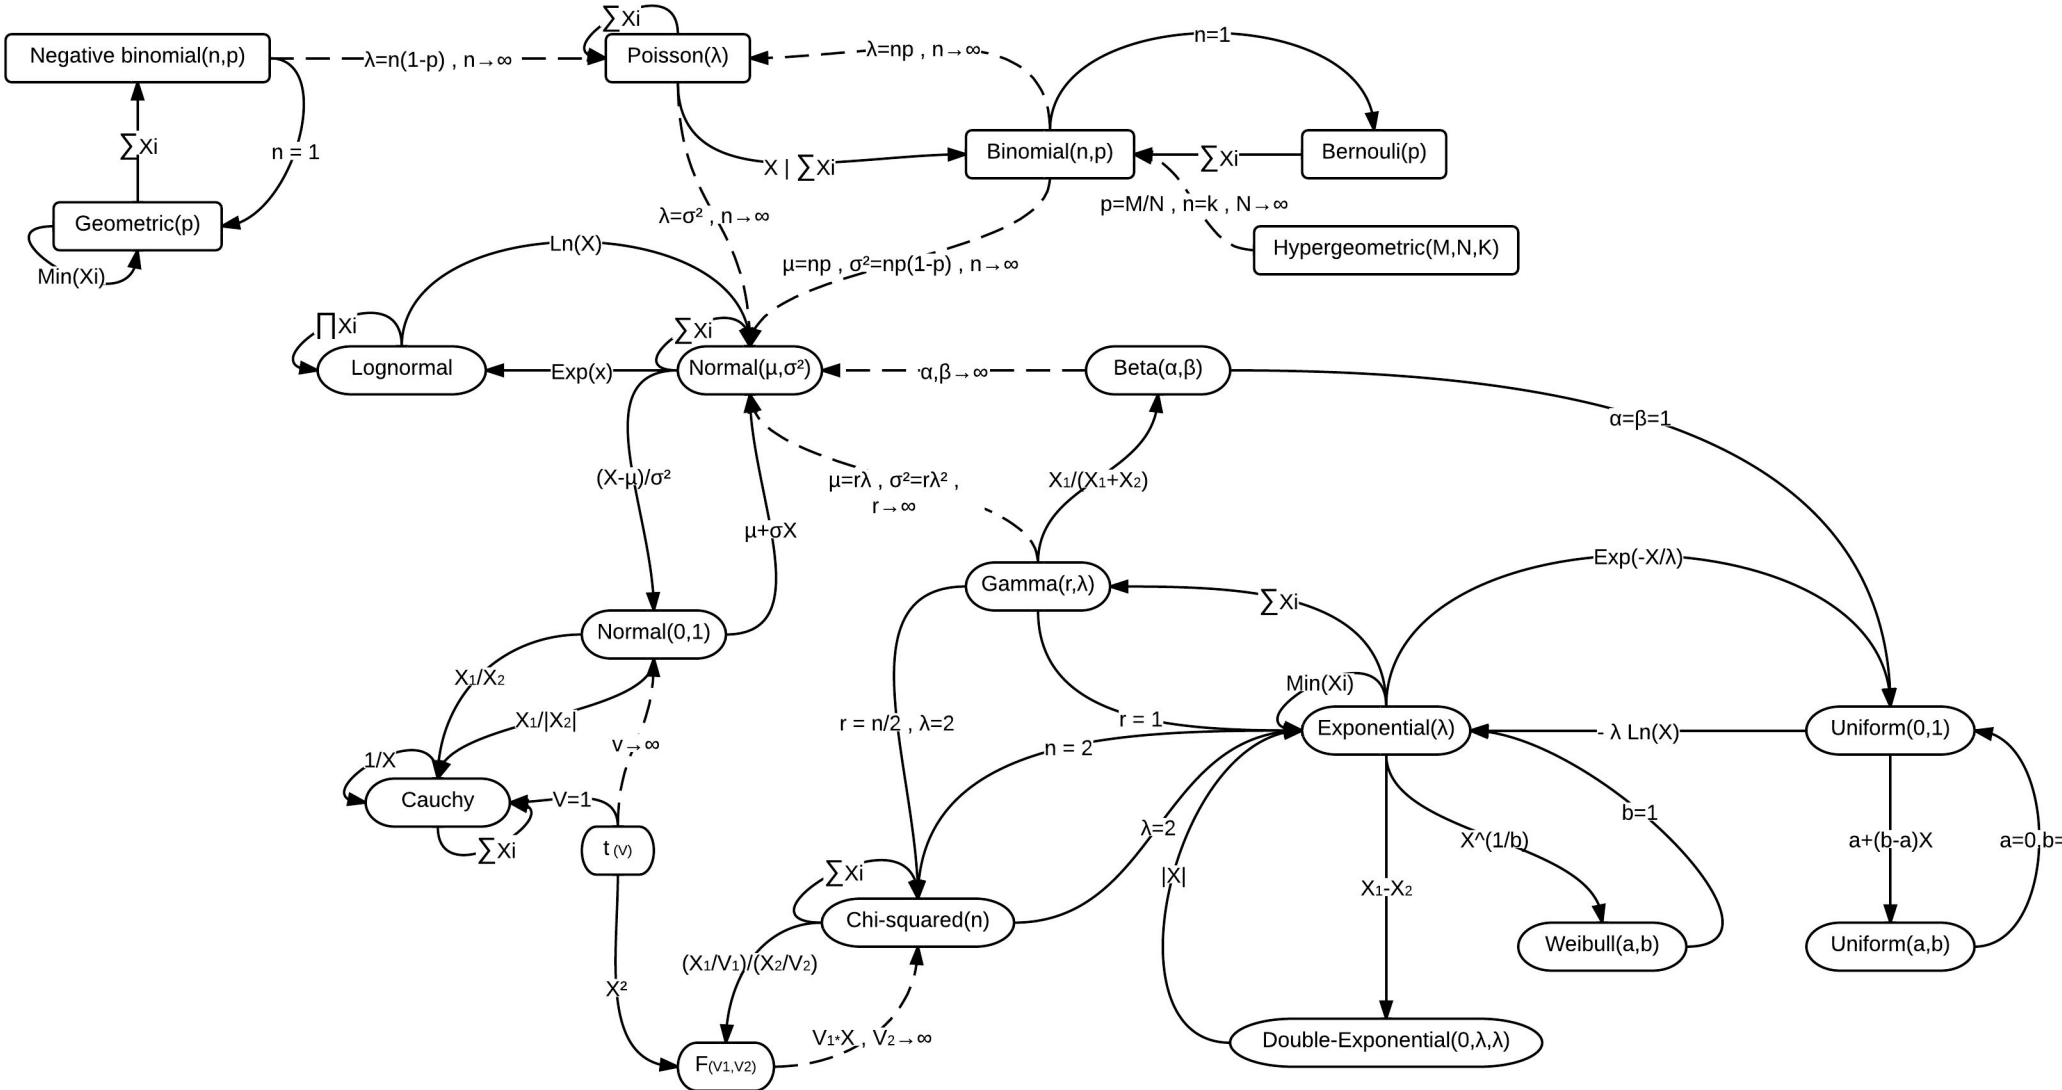 ∑Xi
Negative binomial(n,p)
λ=n(1-p) , n→∞
Poisson(λ)
λ=np , n→∞
n=1
∑Xi
n = 1
X | ∑Xi
Binomial(n,p)
∑Xi
Bernouli(p)
Geometric(p)
Min(Xi)
λ=σ² , n→∞
p=M/N , n=k , N→∞
Hypergeometric(M,N,K)
Ln(X)
µ=np , σ²=np(1-p) , n→∞
∏Xi
∑Xi
Lognormal
Exp(x)
Normal(µ,σ²)
α,β→∞
Beta(α,β)
α=β=1
(X-µ)/σ²
µ=rλ , σ²=rλ² ,
r→∞
X1/(X1+X2)
µ+σX
Exp(-X/λ)
Gamma(r,λ)
∑Xi
Normal(0,1)
X1/X2
X1/|X2|
v→∞
r = n/2 , λ=2
r = 1
Min(Xi)
Exponential(λ)
- λ Ln(X)
Uniform(0,1)
n = 2
1/X
Cauchy
V=1
∑Xi
t (V)
λ=2
b=1
X^(1/b)
a+(b-a)X
a=0,b=
∑Xi
|X|
X1-X2
Chi-squared(n)
Weibull(a,b)
Uniform(a,b)
(X1/V1)/(X2/V2)
X²
V1*X , V2→∞
Double-Exponential(0,λ,λ)
F(V1,V2)